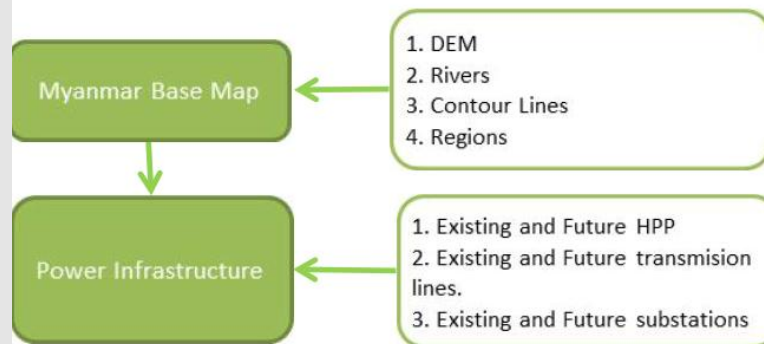 Myanmar Base Map
1. DEM
2. Rivers
3. Contour Lines
4. Regions
Power Infrastructure
1. Existing and Future HPP
2. Existing and Future transmision
lines.
3. Existing and Future substations